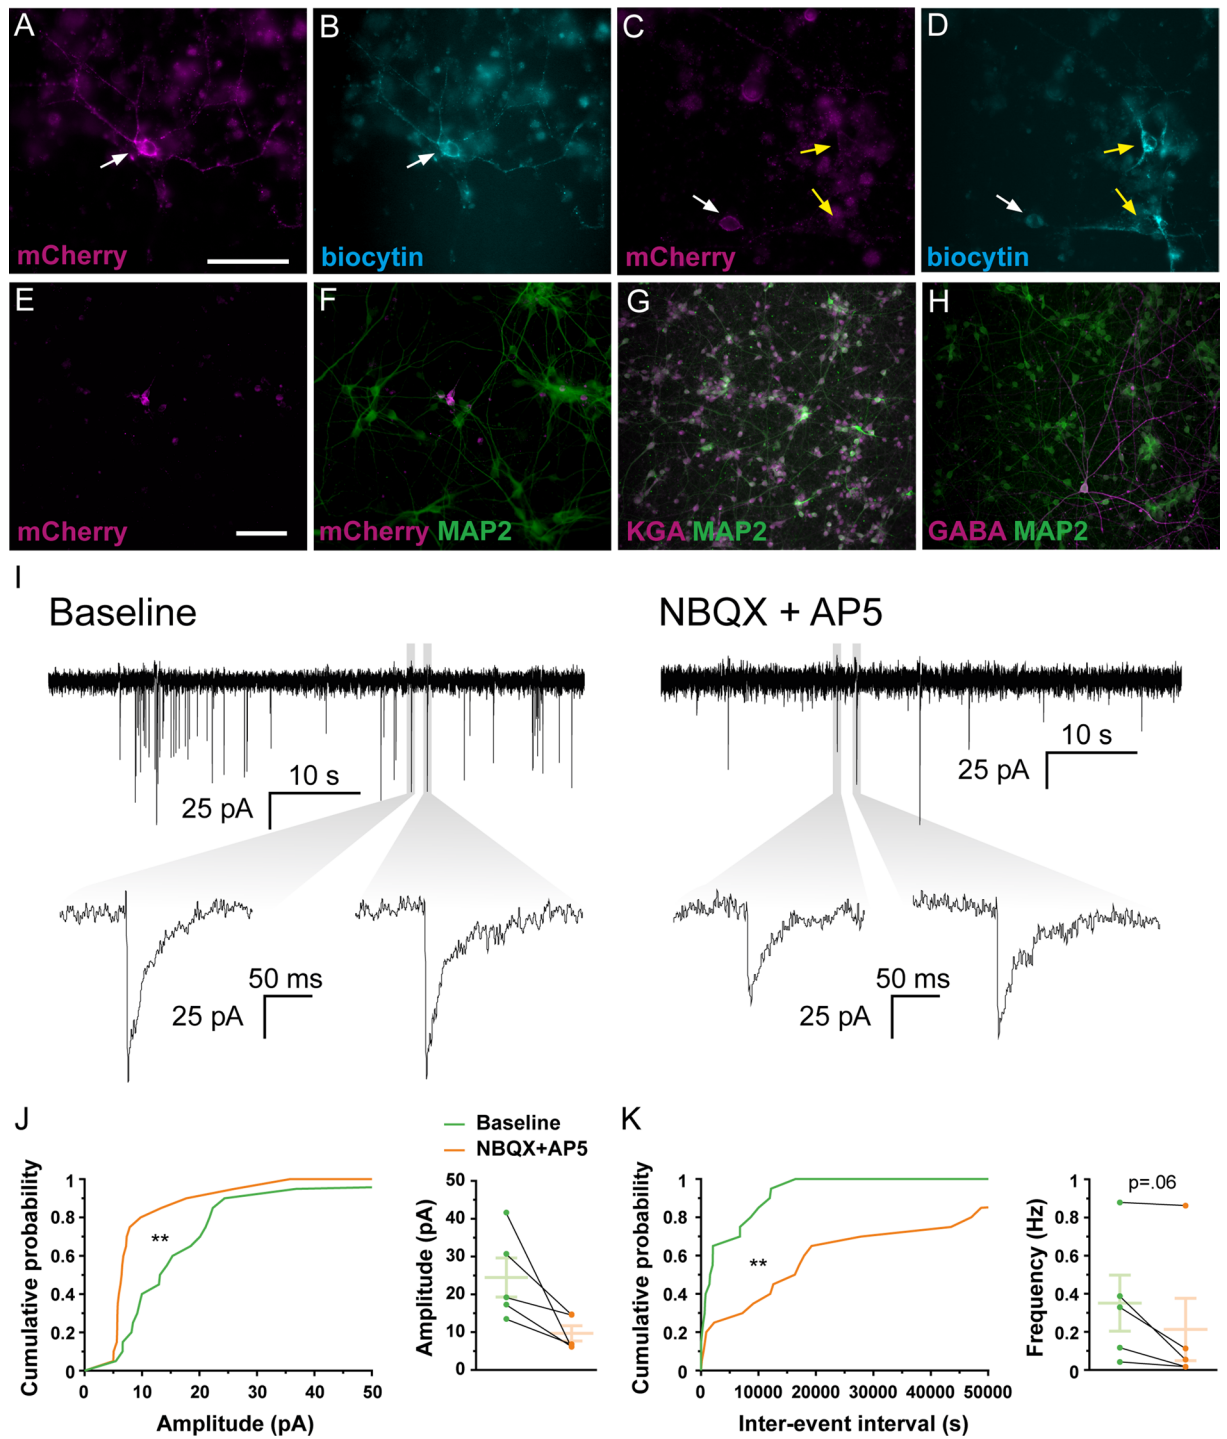 A
B
C
D
mCherry
biocytin
mCherry
biocytin
E
F
G
H
mCherry
mCherry MAP2
KGA MAP2
GABA MAP2
I
Baseline
NBQX + AP5
10 s
25 pA
10 s
25 pA
50 ms
25 pA
50 ms
25 pA
J
Baseline
NBQX+AP5
Cumulative probability
1
0.8
0.6
0.4
0.2
0
**
0
10
20
30
40
50
Amplitude (pA)
Amplitude (pA)
50
40
30
20
10
0
K
Cumulative probability
1
0.8
0.6
0.4
0.2
0
**
0
10000
20000
30000
40000
50000
Inter-event interval (s)
Frequency (Hz)
1
0.8
0.6
0.4
0.2
0
p=.06